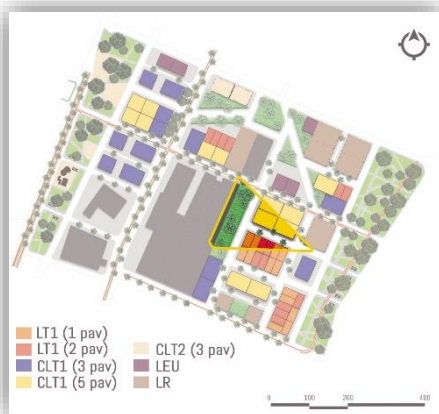 LT1 (1 pav)
LT1 (2 pav)
CLT1 (3 pav)
CLT1 (5 pav)
CLT2 (3 pav)
LEU
LR
0 100 200 400